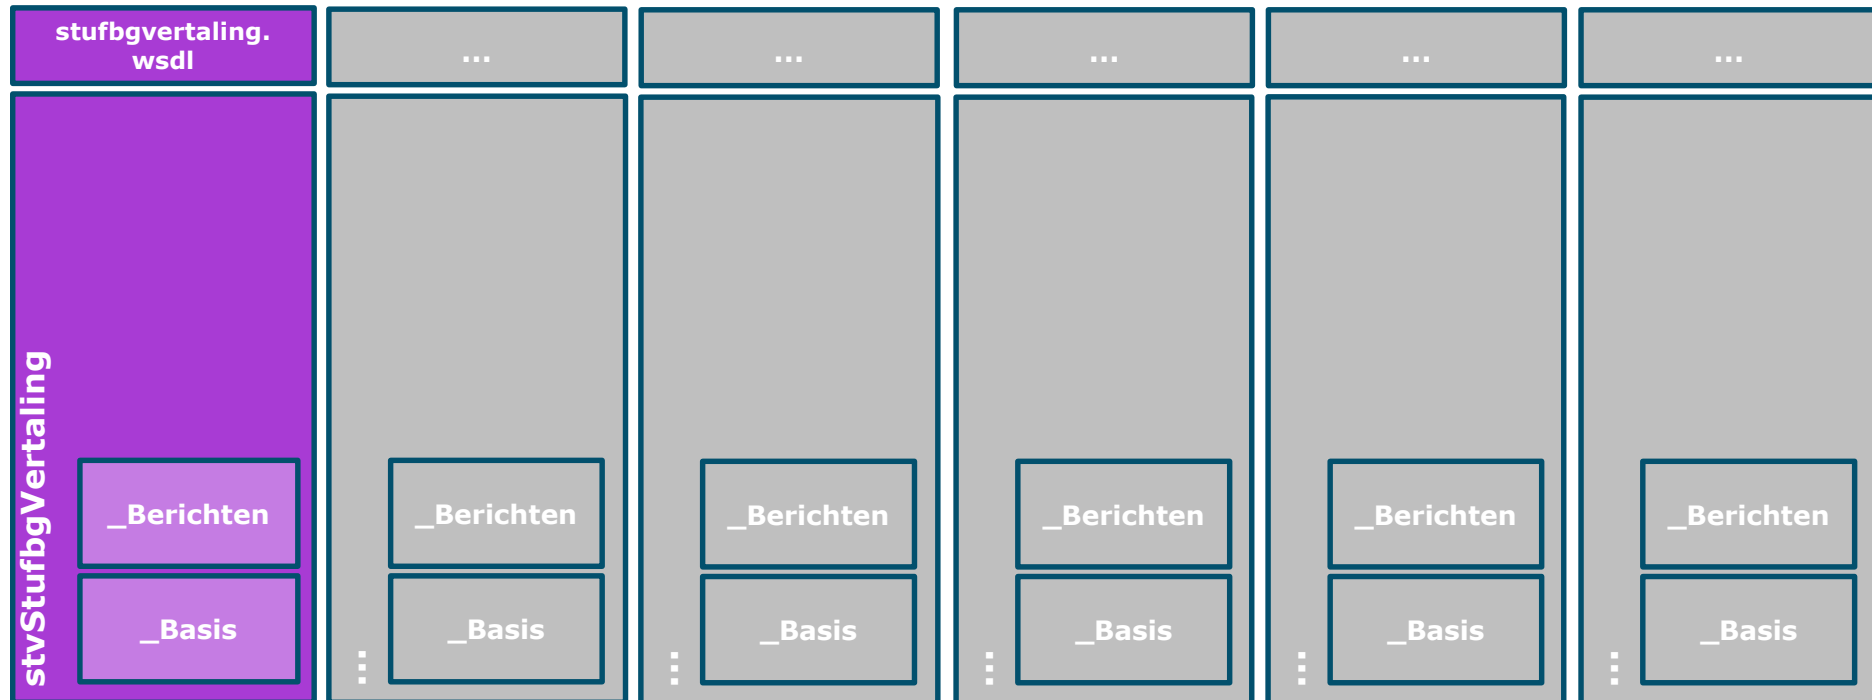 stufbgvertaling.
wsdl
...
...
...
...
...
stvStufbgVertaling
_Berichten
_Basis
...
_Berichten
_Basis
...
_Berichten
_Basis
...
_Berichten
_Basis
...
_Berichten
_Basis
...
_Berichten
_Basis